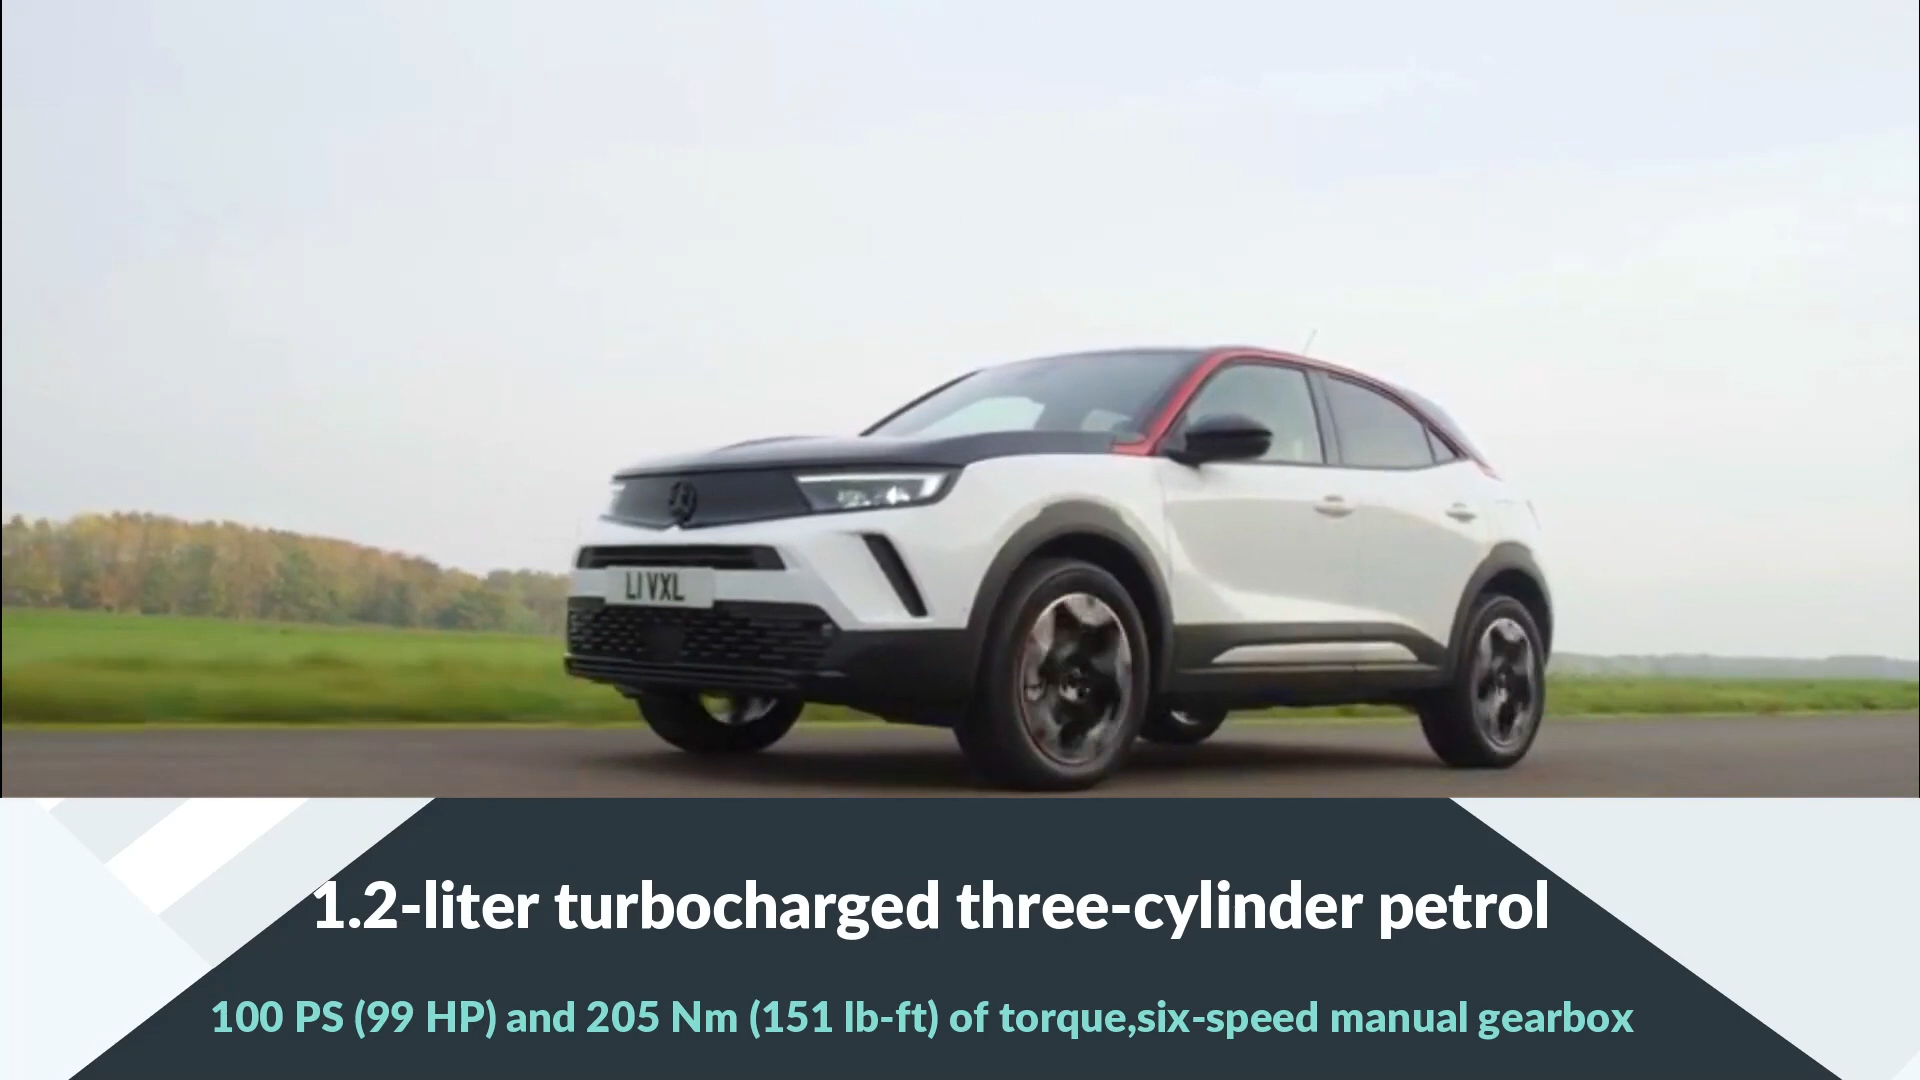 L1 VXL
1.2-liter turbocharged three-cylinder petrol
100 PS (99 HP) and 205 Nm (151 lb-ft) of torque,six-speed manual gearbox